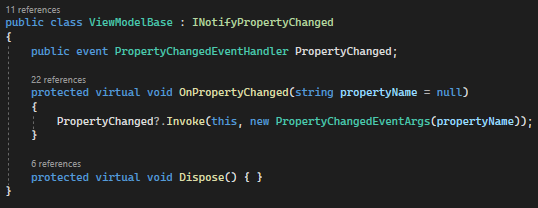 11 references
public class ViewModelBase : INotifyPropertyChanged
{
public event PropertyChangedEventHandler PropertyChanged;
22 references
protected virtual void OnPropertyChanged(string propertyName = null)
{
PropertyChanged?.Invoke(this, new PropertyChangedEventArgs(propertyName));
}
6 references
protected virtual void Dispose() { }
}